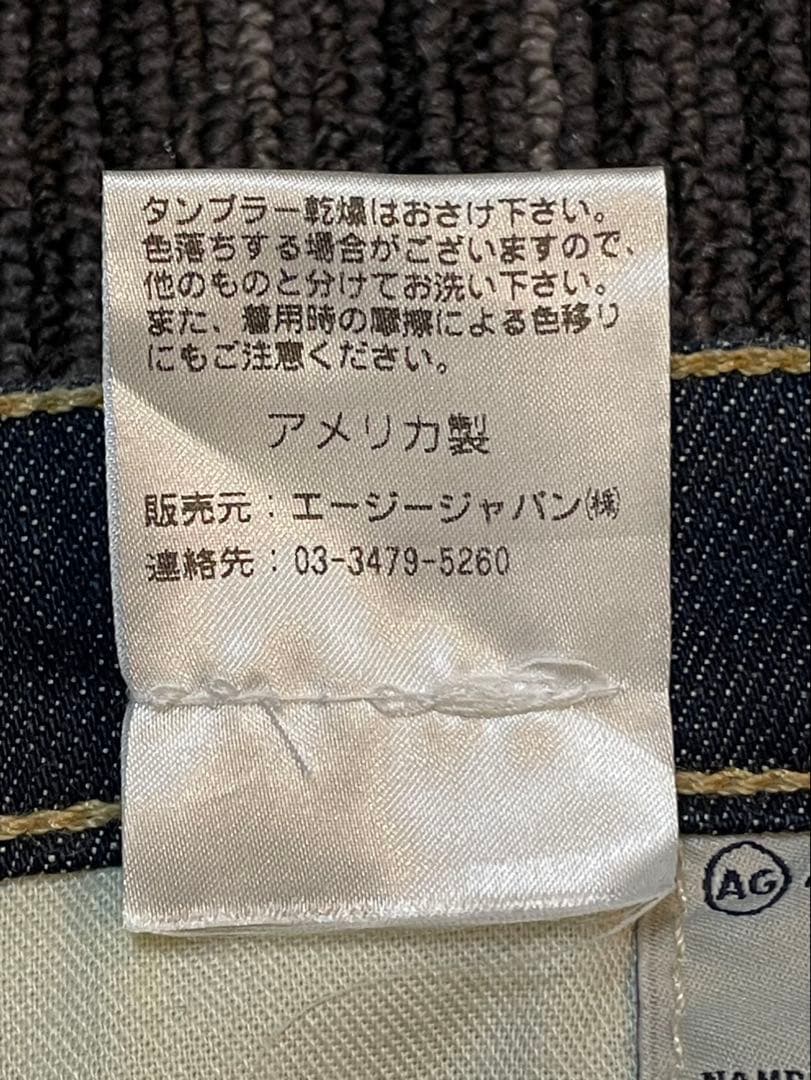 タンブラー乾燥はおさけ下さい。
色落ちする場合がございますので、
他のものと分けてお洗い下さい。
また、着用時の摩擦による色移り
にもご注意ください。
アメリカ製
販売元：エージージャパン㈱
連絡先：03-3479-5260
AG